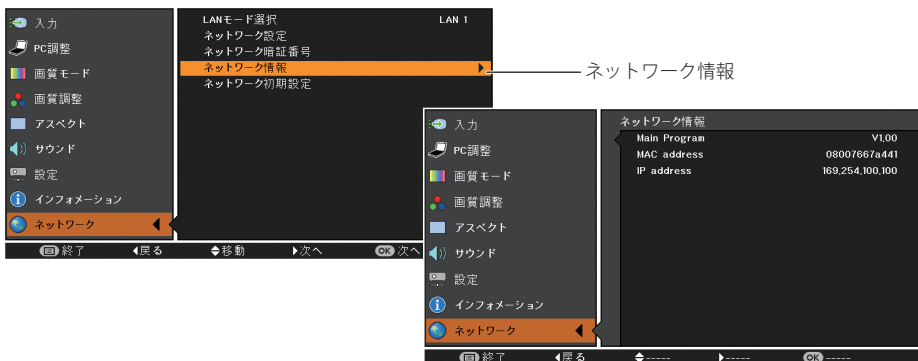 入力
PC調整
画質モード
画質調整
アスペクト
サウンド
設定
インフォメーション
ネットワーク
LANモード選択 LAN 1
ネットワーク設定
ネットワーク暗証番号
ネットワーク情報
ネットワーク初期設定
終了 戻る 移動 次へ OK 次へ
ネットワーク情報
入力
PC調整
画質モード
画質調整
アスペクト
サウンド
設定
インフォメーション
ネットワーク
ネットワーク情報
Main Program V1,00
MAC address 08007667a441
IP address 169,254,100,100
終了 戻る ----- ----- OK -----